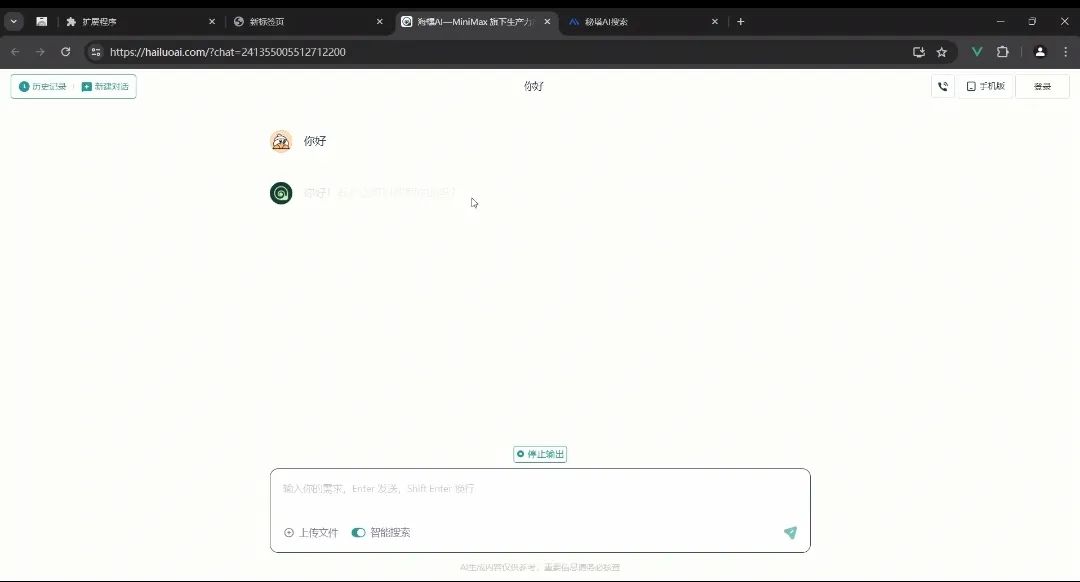 扩展程序
新标签页
海螺AI—MiniMax 旗下生产力
秘塔AI搜索
https://hailuoai.com/?chat=241355005512712200
历史记录
新建对话
你好
手机版
登录
你好
你好！
停止输出
输入你的需求，Enter 发送，Shift Enter 换行
上传文件
智能搜索
AI生成内容仅供参考，重要信息请务必核查